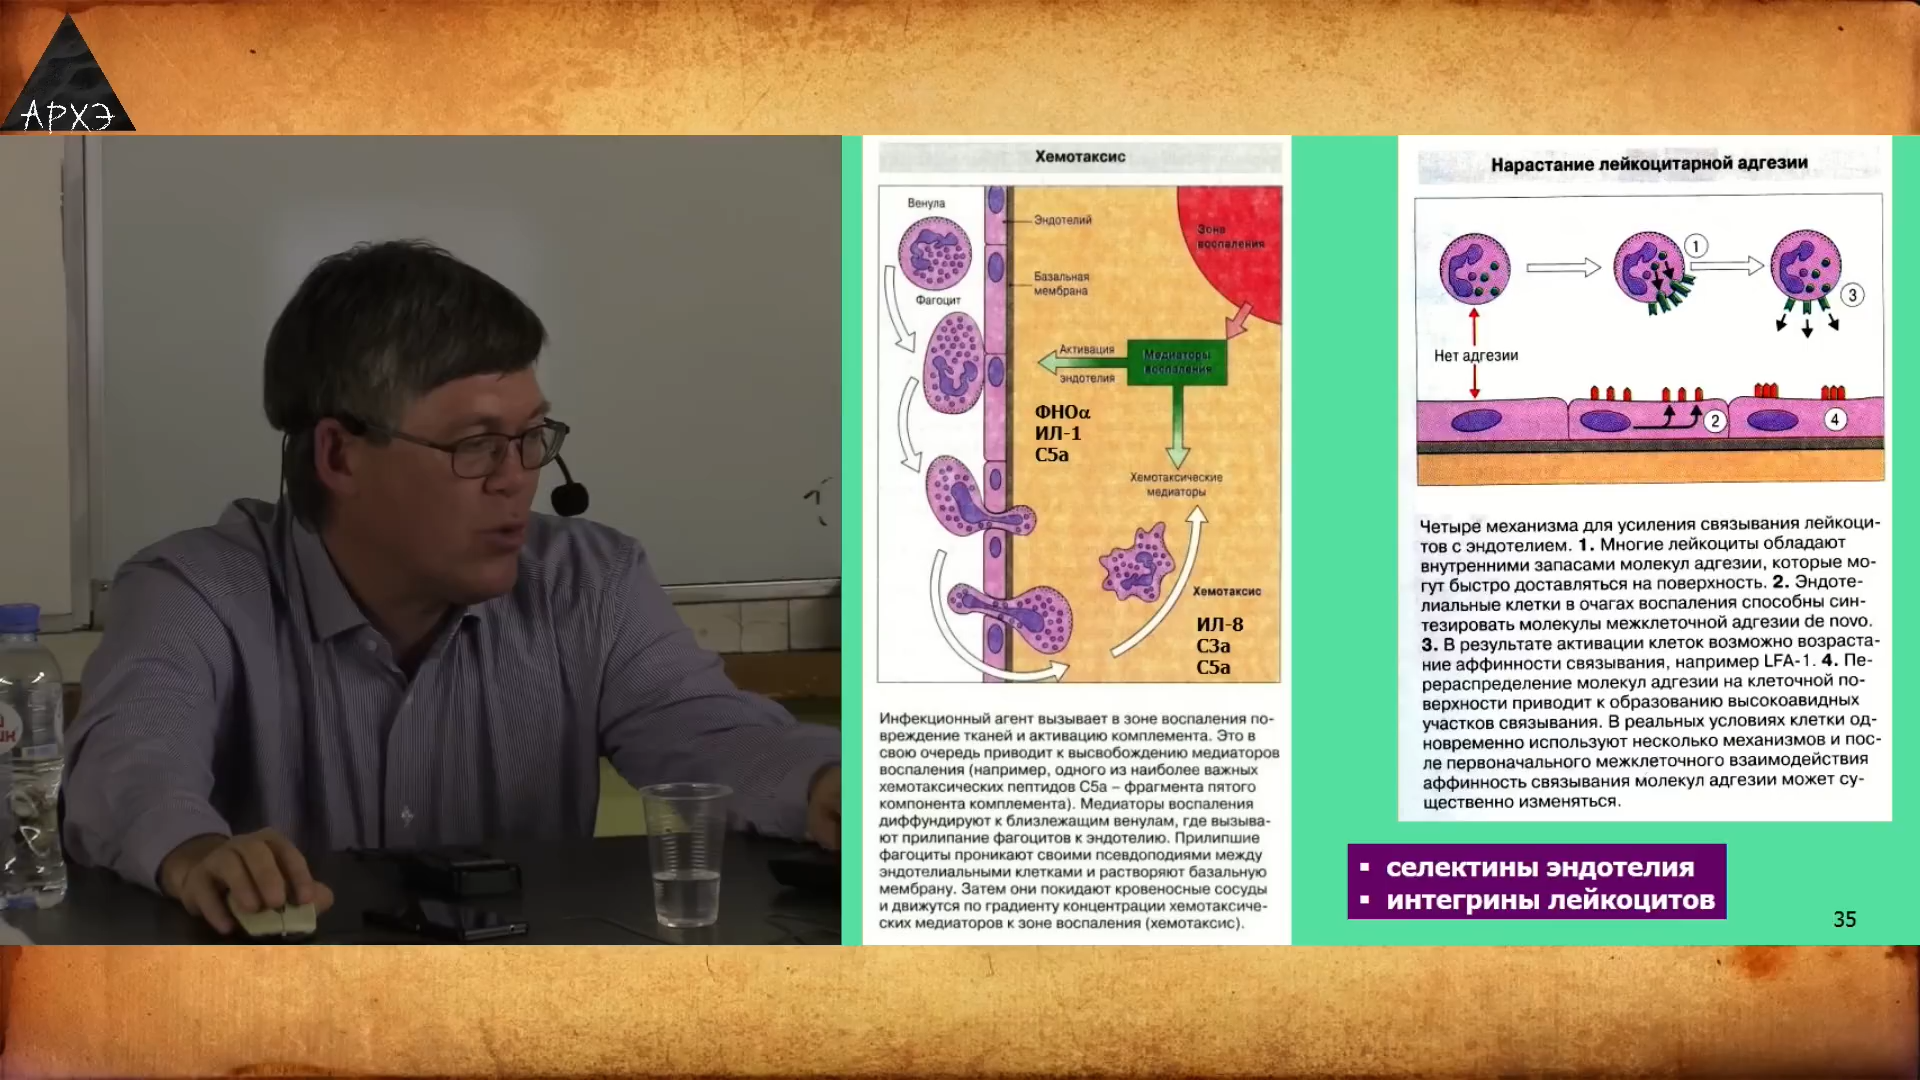 АРХЭ
Хемотаксис
Венула
Фагоцит
Эндотелий
Базальная
мембрана
Зона
воспаления
Активация
эндотелия
Медиаторы
воспаления
ФНОα
ИЛ-1
С5а
Хемотаксические
медиаторы
Хемотаксис
ИЛ-8
С3а
С5а
Инфекционный агент вызывает в зоне воспаления по-
вреждение тканей и активацию комплемента. Это в
свою очередь приводит к высвобождению медиаторов
воспаления (например, одного из наиболее важных
хемотаксических пептидов С5а – фрагмента пятого
компонента комплемента). Медиаторы воспаления
диффундируют к близлежащим венулам, где вызыва-
ют прилипание фагоцитов к эндотелию. Прилипшие
фагоциты проникают своими псевдоподиями между
эндотелиальными клетками и растворяют базальную
мембрану. Затем они покидают кровеносные сосуды
и движутся по градиенту концентрации хемотаксиче-
ских медиаторов к зоне воспаления (хемотаксис).
Нарастание лейкоцитарной адгезии
1
3
Нет адгезии
2
4
Четыре механизма для усиления связывания лейкоци-
тов с эндотелием. 1. Многие лейкоциты обладают
внутренними запасами молекул адгезии, которые мо-
гут быстро доставляться на поверхность. 2. Эндоте-
лиальные клетки в очагах воспаления способны син-
тезировать молекулы межклеточной адгезии de novo.
3. В результате активации клеток возможно возраста-
ние аффинности связывания, например LFA-1. 4. Пе-
рераспределение молекул адгезии на клеточной по-
верхности приводит к образованию высокоавидных
участков связывания. В реальных условиях клетки од-
новременно используют несколько механизмов и пос-
ле первоначального межклеточного взаимодействия
аффинность связывания молекул адгезии может су-
щественно изменяться.
▪ селектины эндотелия
▪ интегрины лейкоцитов
35